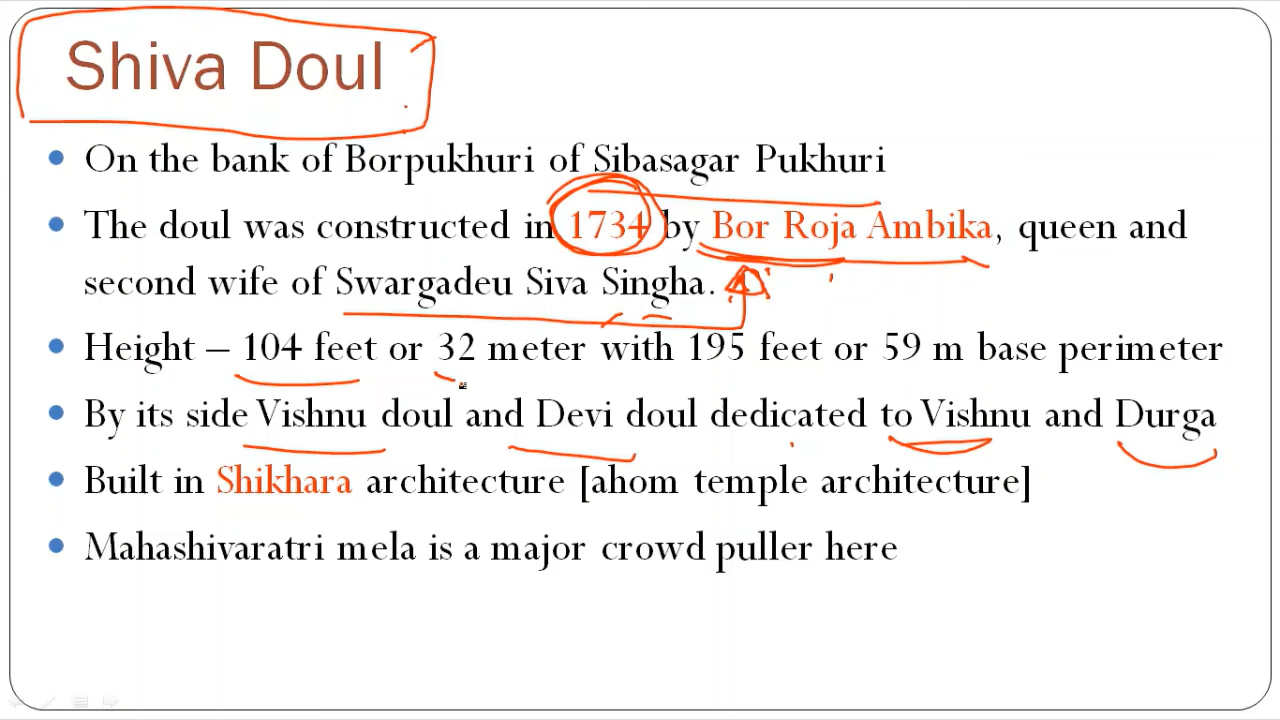 Shiva Doul
• On the bank of Borpukhuri of Sibasagar Pukhuri
• The doul was constructed in 1734 by Bor Roja Ambika, queen and
second wife of Swargadeu Siva Singha.
• Height – 104 feet or 32 meter with 195 feet or 59 m base perimeter
• By its side Vishnu doul and Devi doul dedicated to Vishnu and Durga
• Built in Shikhara architecture [ahom temple architecture]
• Mahashivaratri mela is a major crowd puller here